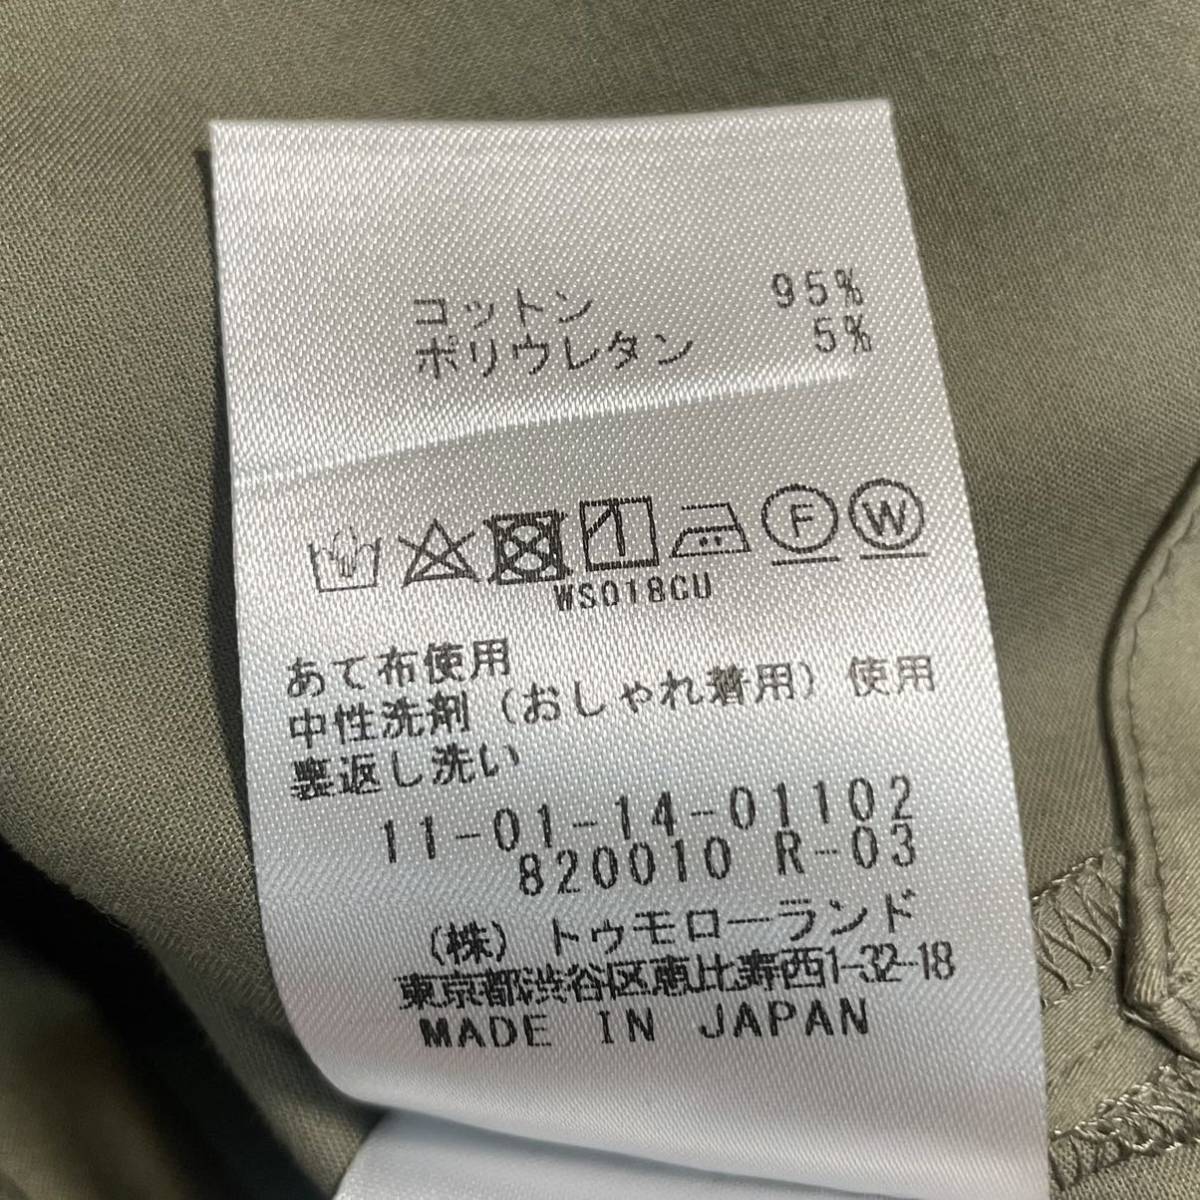 コットン 95%
ポリウレタン 5%
F W
WS018CU
あて布使用
中性洗剤(おしゃれ着用)使用
裏返し洗い
11-01-14-01102
820010 R-03
(株)トゥモローランド
東京都渋谷区恵比寿西1-32-18
MADE IN JAPAN